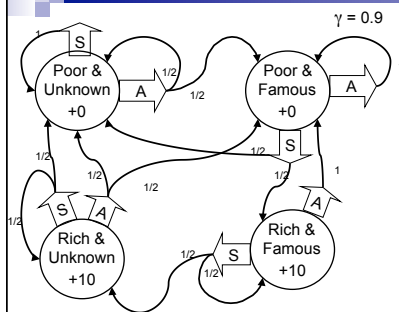 γ = 0.9
1
S
Poor &
Unknown
+0
A
1/2
1/2
Poor &
Famous
+0
A
1
S
1/2
1/2
1/2
1/2
1/2
1/2
S
A
Rich &
Unknown
+10
1/2
1/2
S
A
1
Rich &
Famous
+10